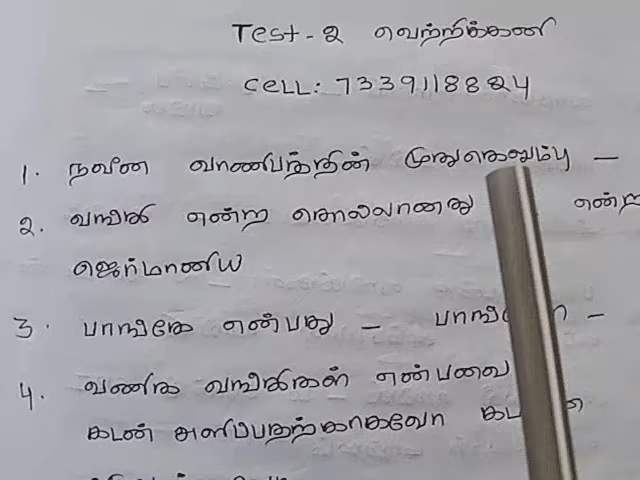 Test - 2 வெற்றிக்கனி
Cell: 7339118824
1. நவீன வாணிபத்தின் முதுகெலும்பு -
2. வங்கி என்ற சொல்லானது என்ற
ஜெர்மானிய
3. பாங்கே என்பது -
4. வணிக வங்கிகள் என்பவை
கடன் அளிப்பதற்காகவோ